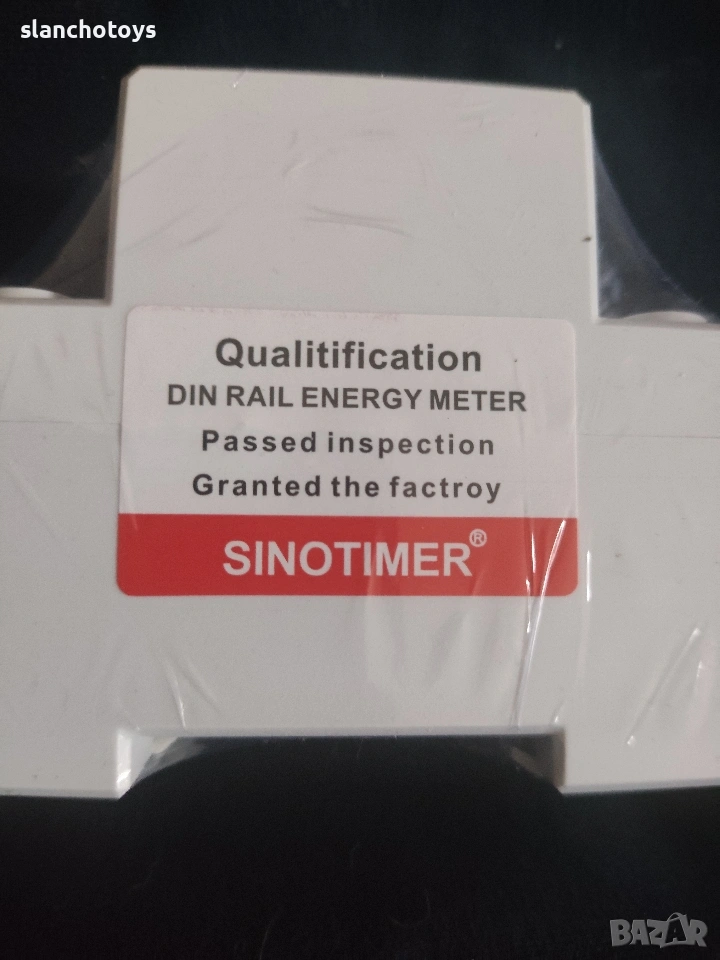 slanchotoys
Qualitification
DIN RAIL ENERGY METER
Passed inspection
Granted the factroy
SINOTIMER®
BAZAR